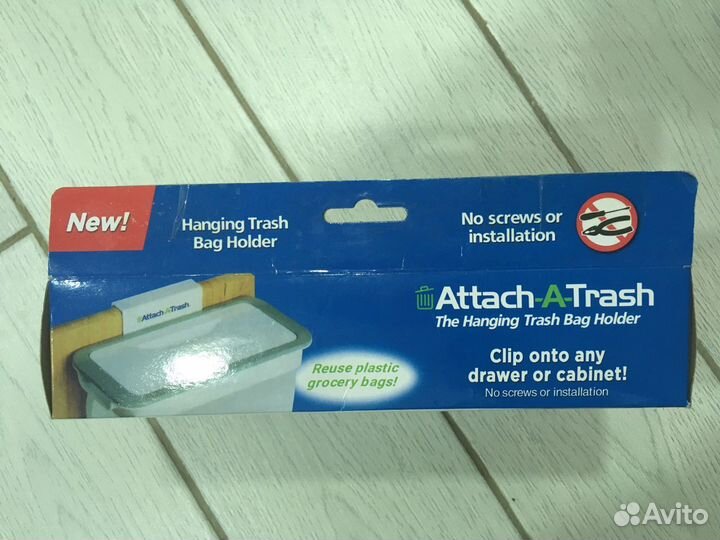 New!
Hanging Trash
Bag Holder
No screws or
installation
Attach-A-Trash
Attach-A-Trash
The Hanging Trash Bag Holder
Reuse plastic
grocery bags!
Clip onto any
drawer or cabinet!
No screws or installation
Avito